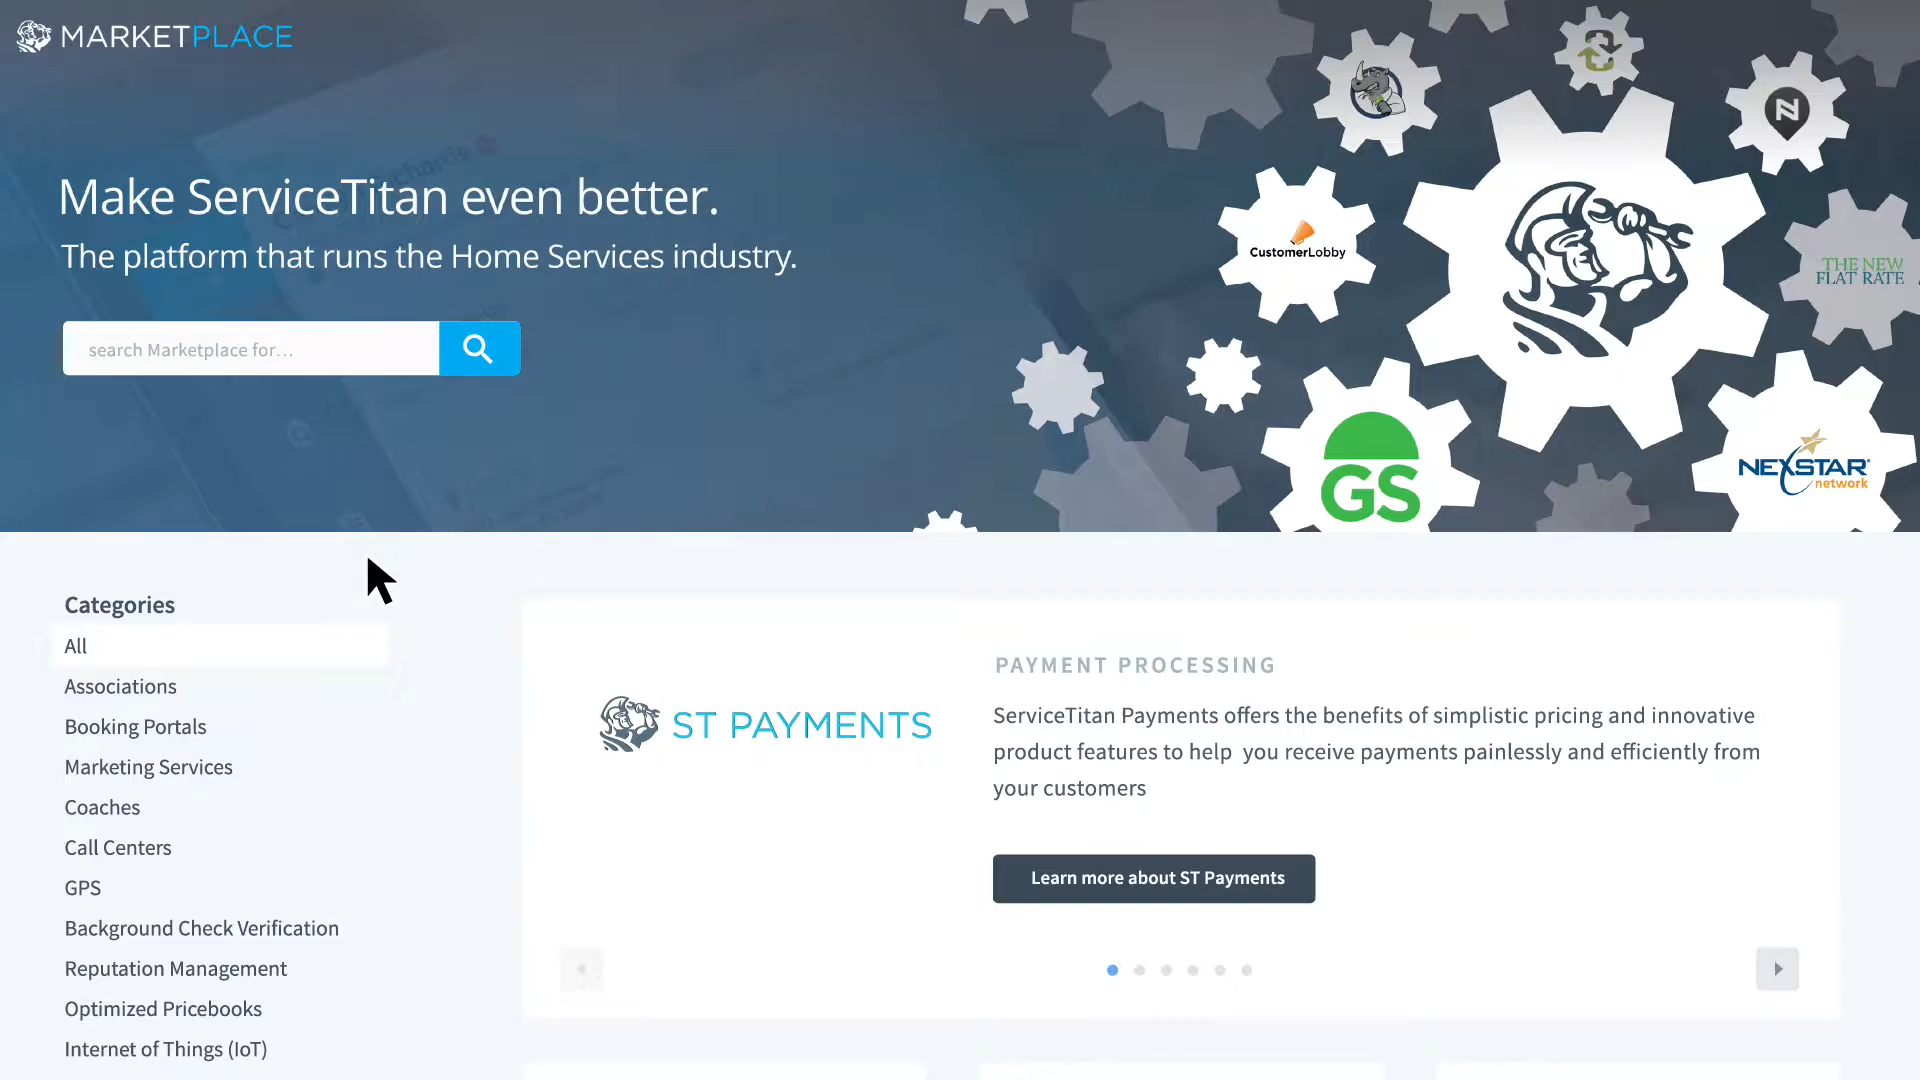 MARKETPLACE
Make ServiceTitan even better.
The platform that runs the Home Services industry.
search Marketplace for...
N
CustomerLobby
THE NEW
FLAT RATE
GS
NEXSTAR
network
Categories
All
Associations
Booking Portals
Marketing Services
Coaches
Call Centers
GPS
Background Check Verification
Reputation Management
Optimized Pricebooks
Internet of Things (IoT)
ST PAYMENTS
PAYMENT PROCESSING
ServiceTitan Payments offers the benefits of simplistic pricing and innovative
product features to help you receive payments painlessly and efficiently from
your customers
Learn more about ST Payments